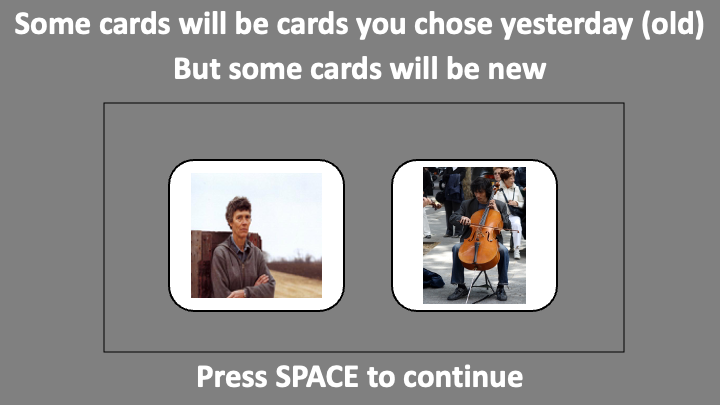 Some cards will be cards you chose yesterday (old)
But some cards will be new
Press SPACE to continue